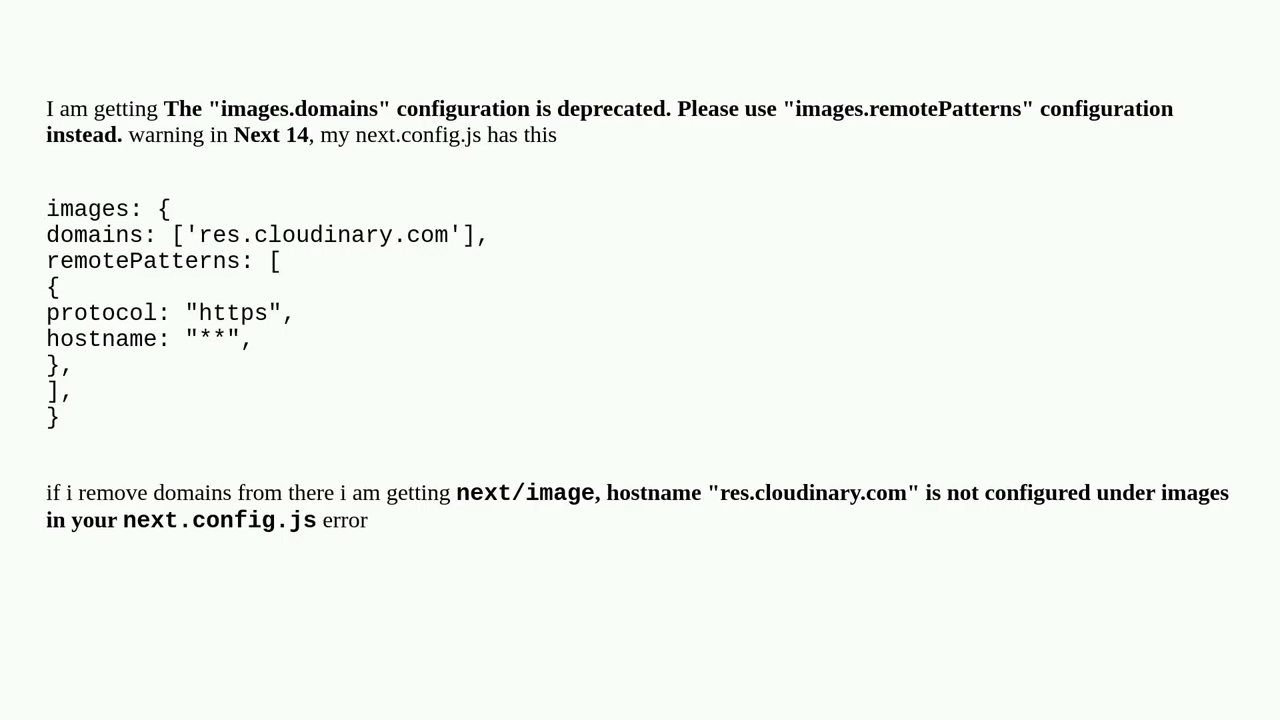 I am getting The "images.domains" configuration is deprecated. Please use "images.remotePatterns" configuration
instead. warning in Next 14, my next.config.js has this
images: {
domains: ['res.cloudinary.com'],
remotePatterns: [
{
protocol: "https",
hostname: "**",
},
],
}
if i remove domains from there i am getting next/image, hostname "res.cloudinary.com" is not configured under images
in your next.config.js error